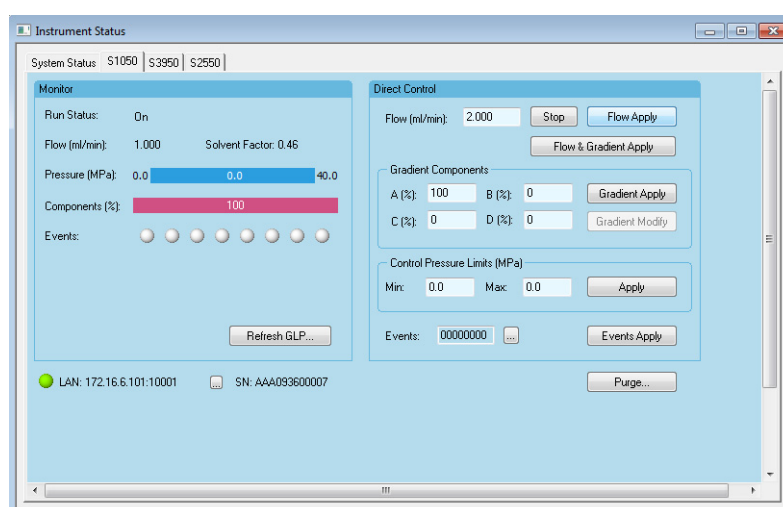 Instrument Status
System Status S1050 S3950 S2550
Monitor
Run Status: On
Flow (ml/min): 1.000 Solvent Factor: 0.46
Pressure (MPa): 0.0 0.0 40.0
Components (%): 100
Events:
Refresh GLP...
Direct Control
Flow (ml/min): 2.000 Stop Flow Apply
Flow & Gradient Apply
Gradient Components
A (%): 100 B (%): 0 Gradient Apply
C (%): 0 D (%): 0 Gradient Modify
Control Pressure Limits (MPa)
Min: 0.0 Max: 0.0 Apply
Events: 00000000 ... Events Apply
LAN: 172.16.6.101:10001 ... SN: AAA093600007
Purge...